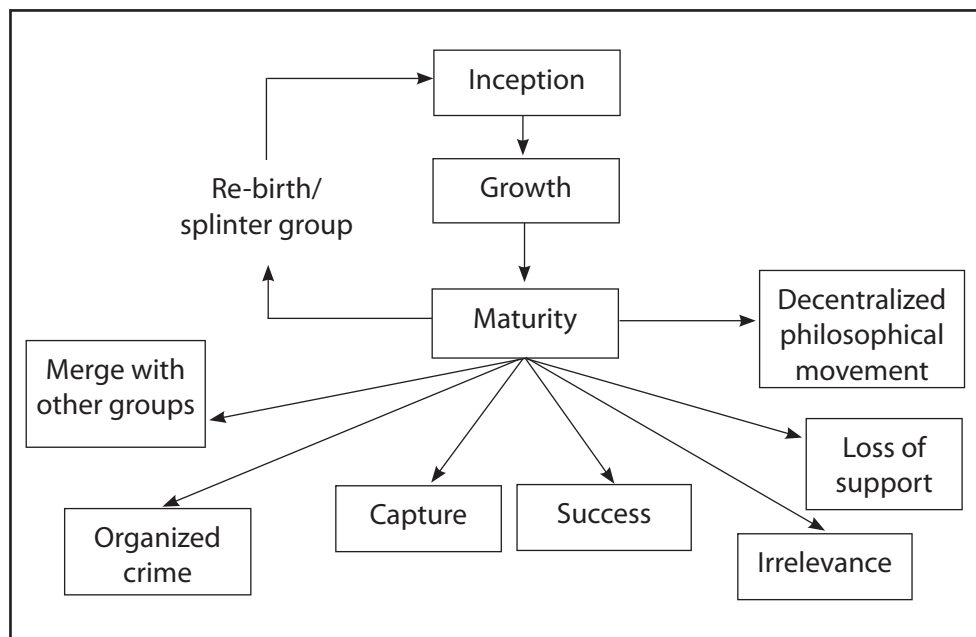 Inception
Growth
Re-birth/
splinter group
Maturity
Decentralized
philosophical
movement
Merge with
other groups
Loss of
support
Capture
Success
Organized
crime
Irrelevance